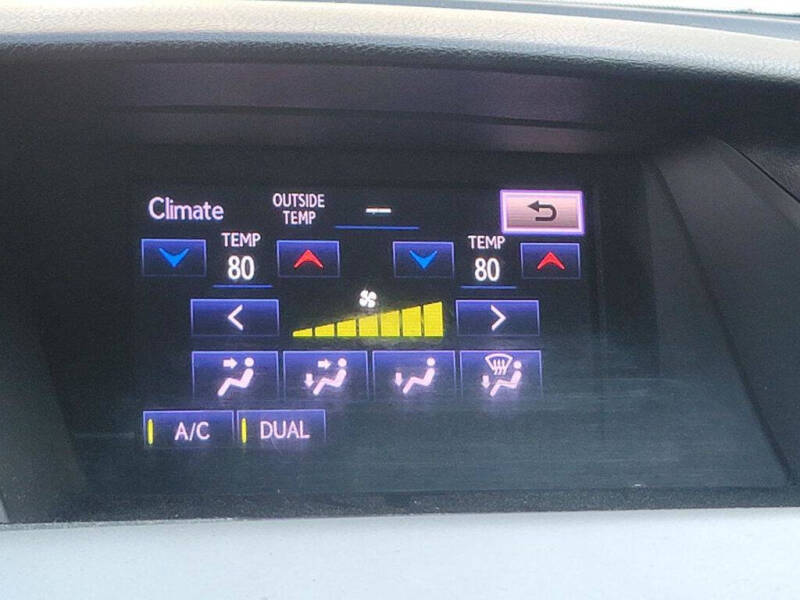 Climate
OUTSIDE
TEMP
--
TEMP
80
TEMP
80
A/C
DUAL